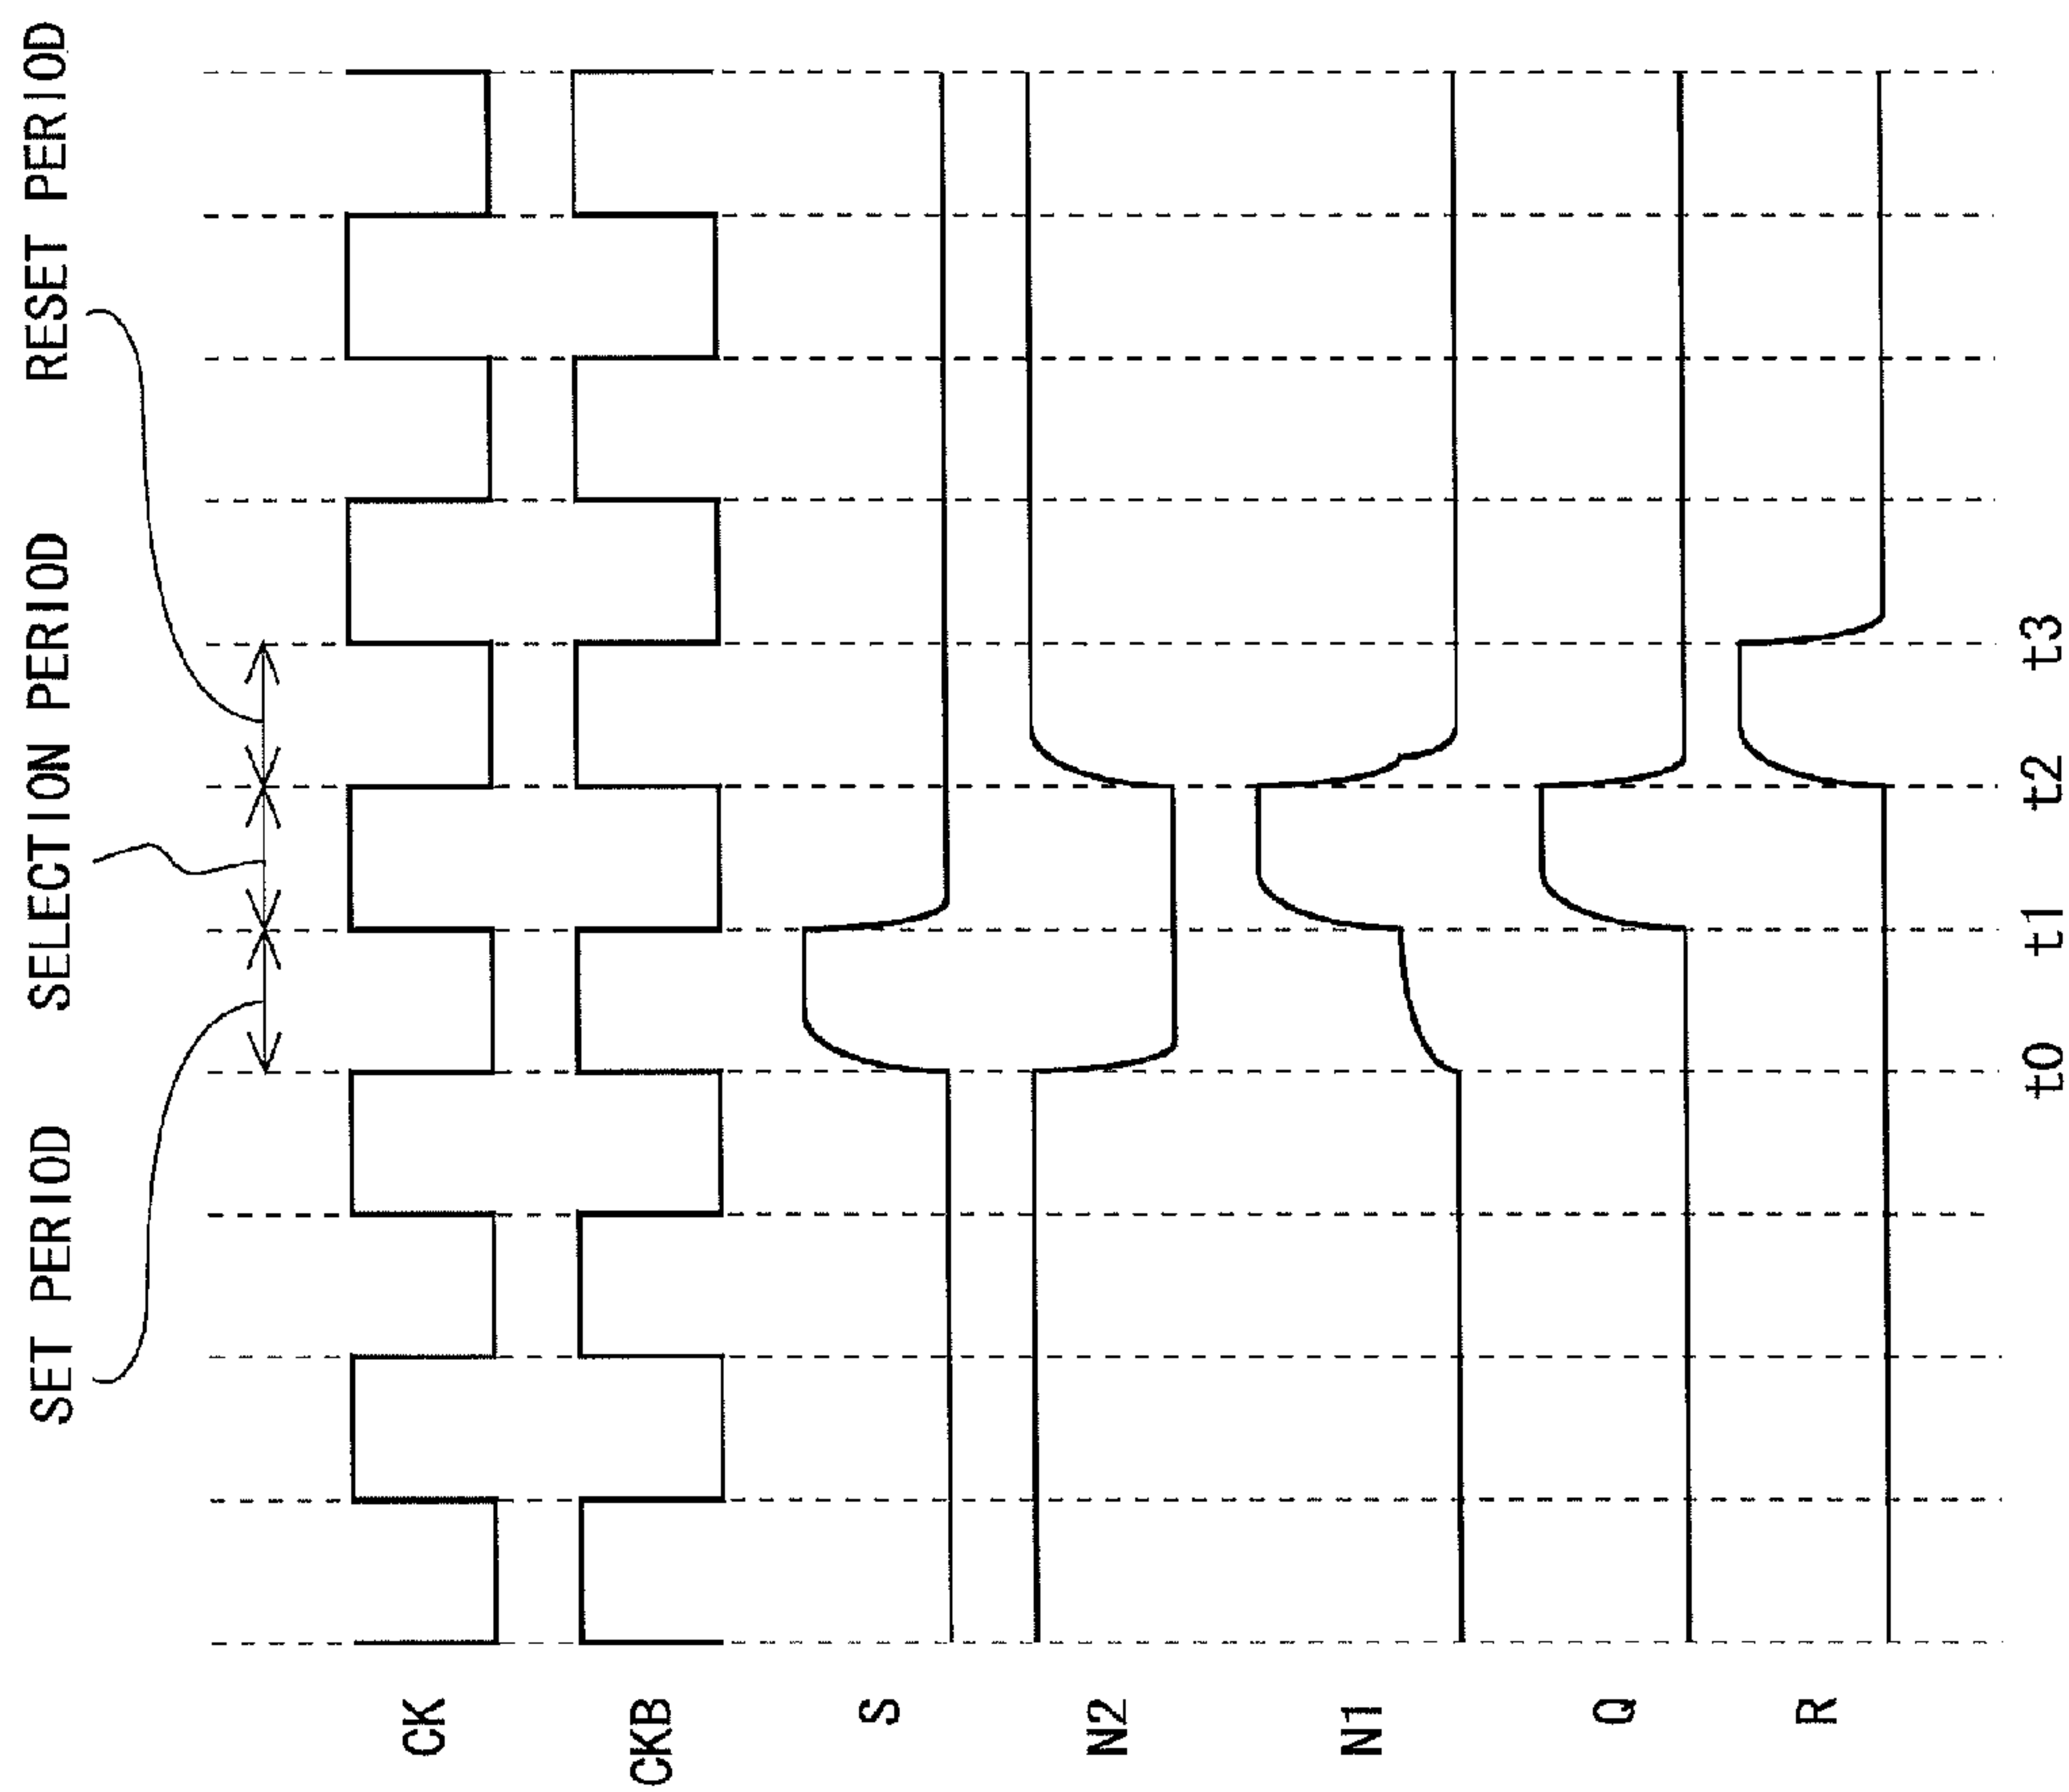 SET PERIOD
SELECTION PERIOD
RESET PERIOD
CK
CKB
S
N2
N1
Q
R
t0 t1 t2 t3